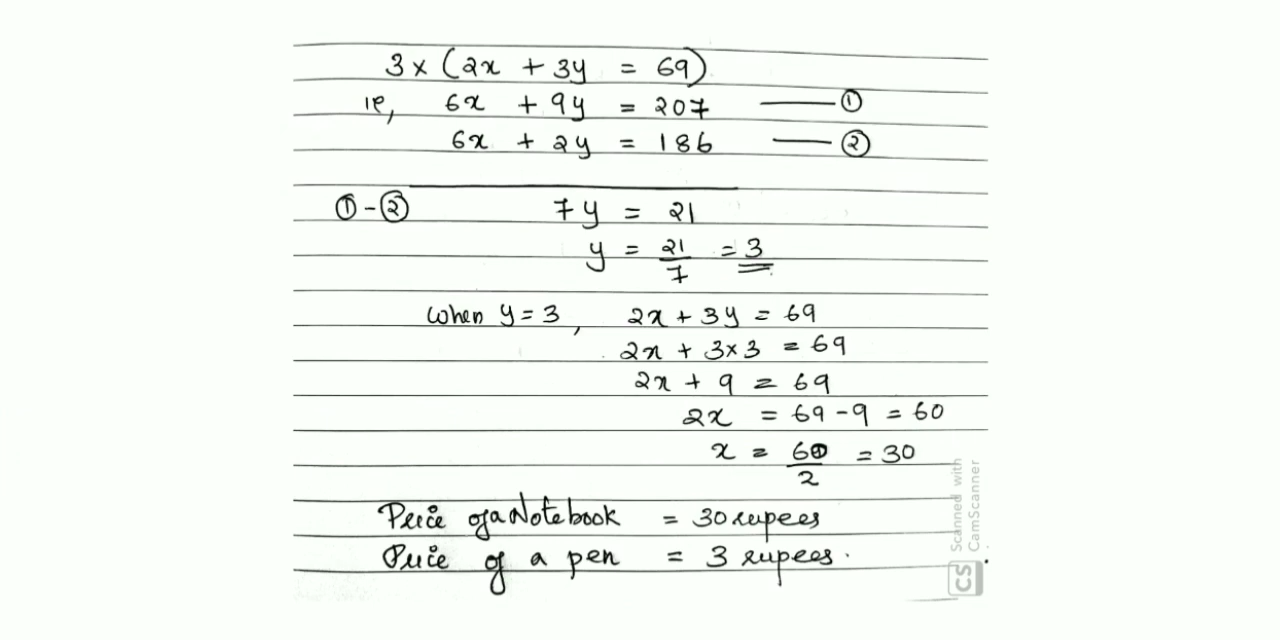 3 × (2x + 3y = 69)
ie, 6x + 9y = 207 —— ①
6x + 2y = 186 —— ②
① - ② 7y = 21
y = 21/7 = 3
when y = 3, 2x + 3y = 69
2x + 3×3 = 69
2x + 9 = 69
2x = 69 - 9 = 60
x = 60/2 = 30
Price of a Notebook = 30 rupees
Price of a pen = 3 rupees.
CS Scanned with CamScanner